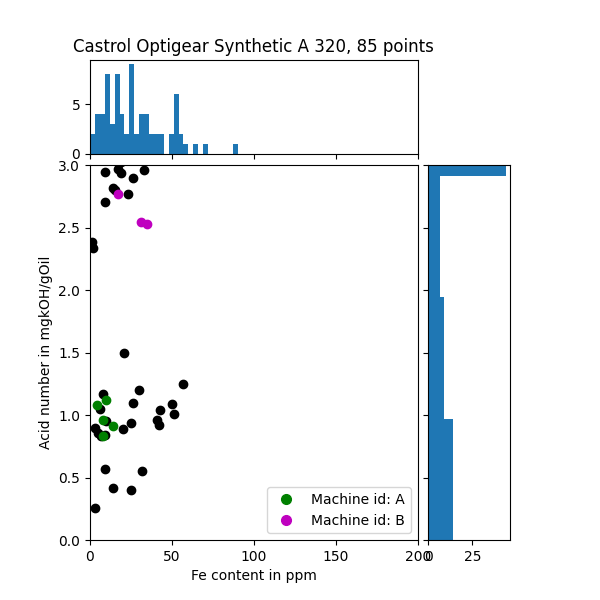 Castrol Optigear Synthetic A 320, 85 points
5
0
3.0
2.5
2.0
1.5
1.0
0.5
0.0
Acid number in mgkOH/gOil
Machine id: A
Machine id: B
0 50 100 150 200
0 25
Fe content in ppm